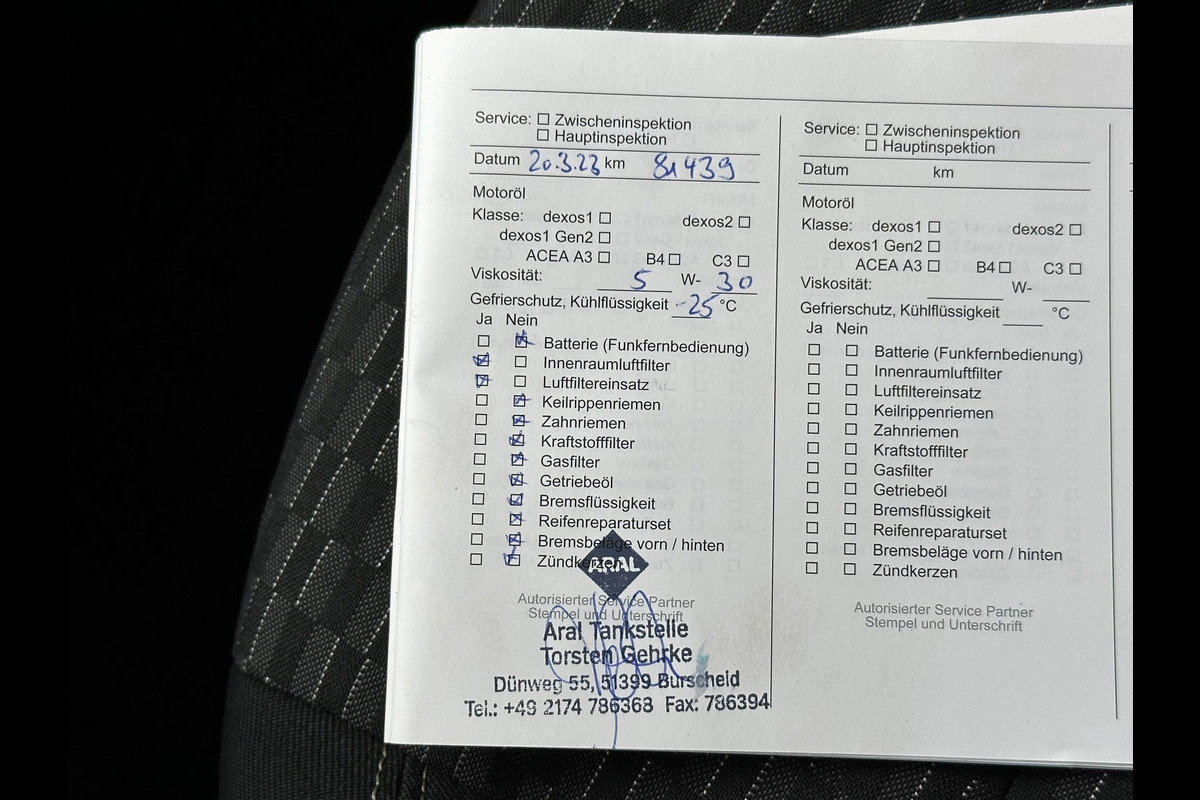 Service: ☐ Zwischeninspektion
☐ Hauptinspektion
Datum 20.3.23 km 81439
Motoröl
Klasse: dexos1 ☐ dexos2 ☐
dexos1 Gen2 ☐
ACEA A3 ☐ B4 ☐ C3 ☐
Viskosität: 5 W- 30
Gefrierschutz, Kühlflüssigkeit -25 °C
Ja Nein
☐ ☒ Batterie (Funkfernbedienung)
☒ ☐ Innenraumluftfilter
☒ ☐ Luftfiltereinsatz
☐ ☒ Keilrippenriemen
☐ ☒ Zahnriemen
☐ ☒ Kraftstofffilter
☐ ☒ Gasfilter
☐ ☒ Getriebeöl
☐ ☒ Bremsflüssigkeit
☐ ☒ Reifenreparaturset
☐ ☒ Bremsbeläge vorn / hinten
☐ ☒ Zündkerzen
ARAL
Autorisierter Service Partner
Stempel und Unterschrift
Aral Tankstelle
Torsten Gehrke
Dünweg 55, 51399 Burscheid
Tel.: +49 2174 786363 Fax: 786394
Service: ☐ Zwischeninspektion
☐ Hauptinspektion
Datum km
Motoröl
Klasse: dexos1 ☐ dexos2 ☐
dexos1 Gen2 ☐
ACEA A3 ☐ B4 ☐ C3 ☐
Viskosität: W-
Gefrierschutz, Kühlflüssigkeit °C
Ja Nein
☐ ☐ Batterie (Funkfernbedienung)
☐ ☐ Innenraumluftfilter
☐ ☐ Luftfiltereinsatz
☐ ☐ Keilrippenriemen
☐ ☐ Zahnriemen
☐ ☐ Kraftstofffilter
☐ ☐ Gasfilter
☐ ☐ Getriebeöl
☐ ☐ Bremsflüssigkeit
☐ ☐ Reifenreparaturset
☐ ☐ Bremsbeläge vorn / hinten
☐ ☐ Zündkerzen
Autorisierter Service Partner
Stempel und Unterschrift